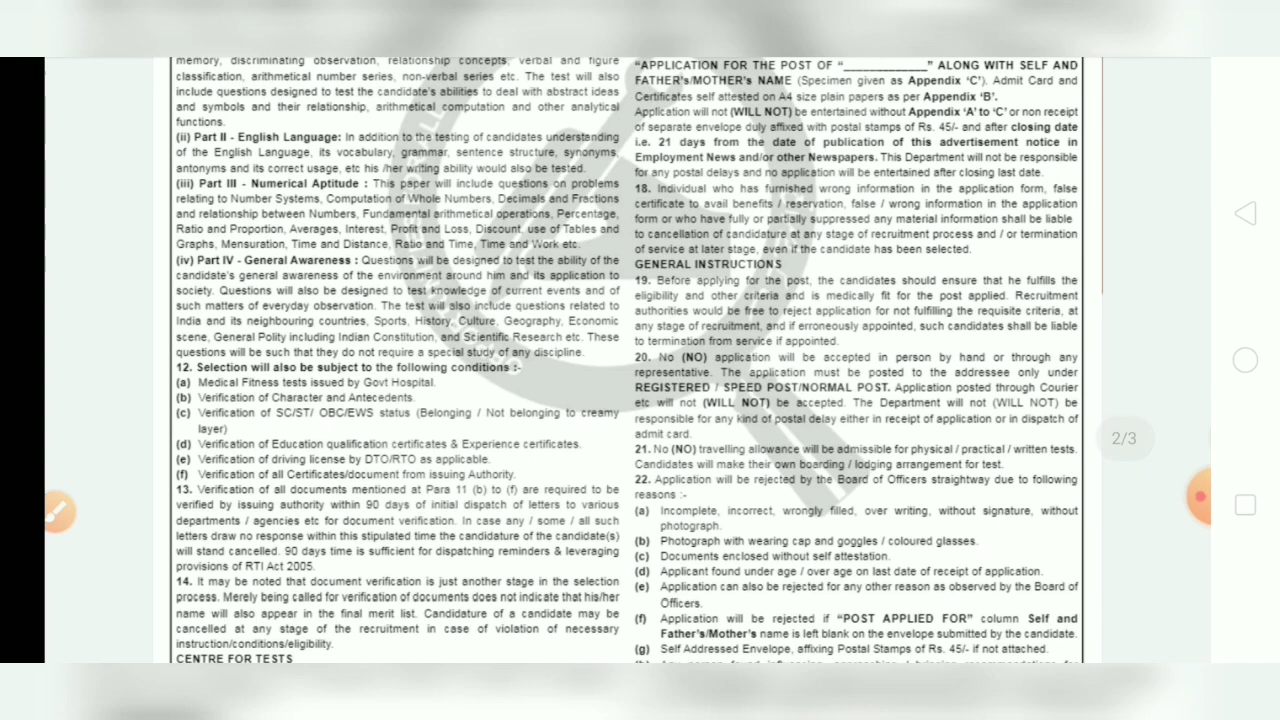 memory, discriminating observation, relationship concepts, verbal and figure
classification, arithmetical number series, non-verbal series etc. The test will also
include questions designed to test the candidate's abilities to deal with abstract ideas
and symbols and their relationship, arithmetical computation and other analytical
functions.
(ii) Part II - English Language: In addition to the testing of candidates understanding
of the English Language, its vocabulary, grammar, sentence structure, synonyms,
antonyms and its correct usage, etc his /her writing ability would also be tested.
(iii) Part III - Numerical Aptitude : This paper will include questions on problems
relating to Number Systems, Computation of Whole Numbers, Decimals and Fractions
and relationship between Numbers, Fundamental arithmetical operations, Percentage,
Ratio and Proportion, Averages, Interest, Profit and Loss, Discount, use of Tables and
Graphs, Mensuration, Time and Distance, Ratio and Time, Time and Work etc.
(iv) Part IV - General Awareness : Questions will be designed to test the ability of the
candidate's general awareness of the environment around him and its application to
society. Questions will also be designed to test knowledge of current events and of
such matters of everyday observation. The test will also include questions related to
India and its neighbouring countries, Sports, History, Culture, Geography, Economic
scene, General Polity including Indian Constitution, and Scientific Research etc. These
questions will be such that they do not require a special study of any discipline.
12. Selection will also be subject to the following conditions :-
(a) Medical Fitness tests issued by Govt Hospital.
(b) Verification of Character and Antecedents.
(c) Verification of SC/ST/ OBC/EWS status (Belonging / Not belonging to creamy
layer)
(d) Verification of Education qualification certificates & Experience certificates.
(e) Verification of driving license by DTO/RTO as applicable.
(f) Verification of all Certificates/document from issuing Authority.
13. Verification of all documents mentioned at Para 11 (b) to (f) are required to be
verified by issuing authority within 90 days of initial dispatch of letters to various
departments / agencies etc for document verification. In case any / some / all such
letters draw no response within this stipulated time the candidature of the candidate(s)
will stand cancelled. 90 days time is sufficient for dispatching reminders & leveraging
provisions of RTI Act 2005.
14. It may be noted that document verification is just another stage in the selection
process. Merely being called for verification of documents does not indicate that his/her
name will also appear in the final merit list. Candidature of a candidate may be
cancelled at any stage of the recruitment in case of violation of necessary
instruction/conditions/eligibility.
CENTRE FOR TESTS
"APPLICATION FOR THE POST OF "_____________" ALONG WITH SELF AND
FATHER's/MOTHER's NAME (Specimen given as Appendix 'C'). Admit Card and
Certificates self attested on A4 size plain papers as per Appendix 'B'.
Application will not (WILL NOT) be entertained without Appendix 'A' to 'C' or non receipt
of separate envelope duly affixed with postal stamps of Rs. 45/- and after closing date
i.e. 21 days from the date of publication of this advertisement notice in
Employment News and/or other Newspapers. This Department will not be responsible
for any postal delays and no application will be entertained after closing last date.
18. Individual who has furnished wrong information in the application form, false
certificate to avail benefits / reservation, false / wrong information in the application
form or who have fully or partially suppressed any material information shall be liable
to cancellation of candidature at any stage of recruitment process and / or termination
of service at later stage, even if the candidate has been selected.
GENERAL INSTRUCTIONS
19. Before applying for the post, the candidates should ensure that he fulfills the
eligibility and other criteria and is medically fit for the post applied. Recruitment
authorities would be free to reject application for not fulfilling the requisite criteria, at
any stage of recruitment, and if erroneously appointed, such candidates shall be liable
to termination from service if appointed.
20. No (NO) application will be accepted in person by hand or through any
representative. The application must be posted to the addressee only under
REGISTERED / SPEED POST/NORMAL POST. Application posted through Courier
etc will not (WILL NOT) be accepted. The Department will not (WILL NOT) be
responsible for any kind of postal delay either in receipt of application or in dispatch of
admit card.
21. No (NO) travelling allowance will be admissible for physical / practical / written tests.
Candidates will make their own boarding / lodging arrangement for test.
22. Application will be rejected by the Board of Officers straightway due to following
reasons :-
(a) Incomplete, incorrect, wrongly filled, over writing, without signature, without
photograph.
(b) Photograph with wearing cap and goggles / coloured glasses.
(c) Documents enclosed without self attestation.
(d) Applicant found under age / over age on last date of receipt of application.
(e) Application can also be rejected for any other reason as observed by the Board of
Officers.
(f) Application will be rejected if "POST APPLIED FOR" column Self and
Father's/Mother's name is left blank on the envelope submitted by the candidate.
(g) Self Addressed Envelope, affixing Postal Stamps of Rs. 45/- if not attached.
2/3